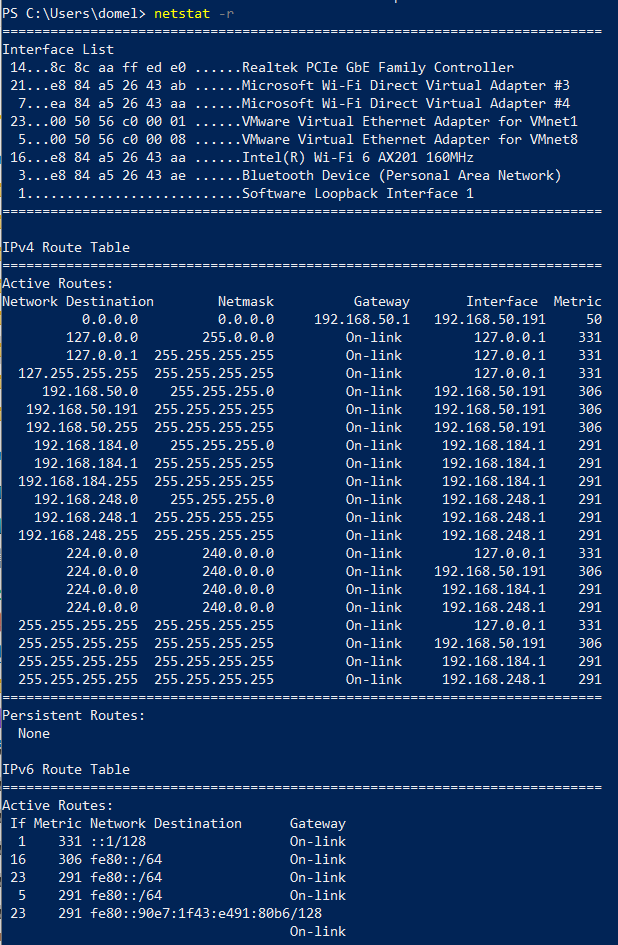 PS C:\Users\domel> netstat -r
===========================================================================
Interface List
 14...8c 8c aa ff ed e0 ......Realtek PCIe GbE Family Controller
 21...e8 84 a5 26 43 ab ......Microsoft Wi-Fi Direct Virtual Adapter #3
  7...ea 84 a5 26 43 aa ......Microsoft Wi-Fi Direct Virtual Adapter #4
 23...00 50 56 c0 00 01 ......VMware Virtual Ethernet Adapter for VMnet1
  5...00 50 56 c0 00 08 ......VMware Virtual Ethernet Adapter for VMnet8
 16...e8 84 a5 26 43 aa ......Intel(R) Wi-Fi 6 AX201 160MHz
  3...e8 84 a5 26 43 ae ......Bluetooth Device (Personal Area Network)
  1...........................Software Loopback Interface 1
===========================================================================

IPv4 Route Table
===========================================================================
Active Routes:
Network Destination        Netmask          Gateway       Interface  Metric
          0.0.0.0          0.0.0.0     192.168.50.1   192.168.50.191     50
        127.0.0.0        255.0.0.0         On-link         127.0.0.1    331
        127.0.0.1  255.255.255.255         On-link         127.0.0.1    331
  127.255.255.255  255.255.255.255         On-link         127.0.0.1    331
     192.168.50.0    255.255.255.0         On-link    192.168.50.191    306
   192.168.50.191  255.255.255.255         On-link    192.168.50.191    306
   192.168.50.255  255.255.255.255         On-link    192.168.50.191    306
    192.168.184.0    255.255.255.0         On-link     192.168.184.1    291
    192.168.184.1  255.255.255.255         On-link     192.168.184.1    291
  192.168.184.255  255.255.255.255         On-link     192.168.184.1    291
    192.168.248.0    255.255.255.0         On-link     192.168.248.1    291
    192.168.248.1  255.255.255.255         On-link     192.168.248.1    291
  192.168.248.255  255.255.255.255         On-link     192.168.248.1    291
        224.0.0.0        240.0.0.0         On-link         127.0.0.1    331
        224.0.0.0        240.0.0.0         On-link    192.168.50.191    306
        224.0.0.0        240.0.0.0         On-link     192.168.184.1    291
        224.0.0.0        240.0.0.0         On-link     192.168.248.1    291
  255.255.255.255  255.255.255.255         On-link         127.0.0.1    331
  255.255.255.255  255.255.255.255         On-link    192.168.50.191    306
  255.255.255.255  255.255.255.255         On-link     192.168.184.1    291
  255.255.255.255  255.255.255.255         On-link     192.168.248.1    291
===========================================================================
Persistent Routes:
  None

IPv6 Route Table
===========================================================================
Active Routes:
 If Metric Network Destination      Gateway
  1    331 ::1/128                  On-link
 16    306 fe80::/64                On-link
 23    291 fe80::/64                On-link
  5    291 fe80::/64                On-link
 23    291 fe80::90e7:1f43:e491:80b6/128
                                    On-link